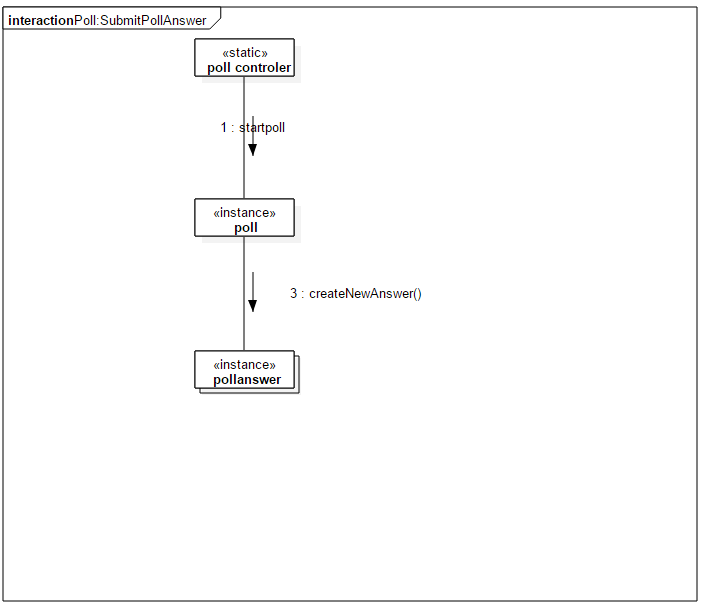 interactionPoll:SubmitPollAnswer
«static»
poll controler
1 : startpoll
«instance»
poll
3 : createNewAnswer()
«instance»
pollanswer